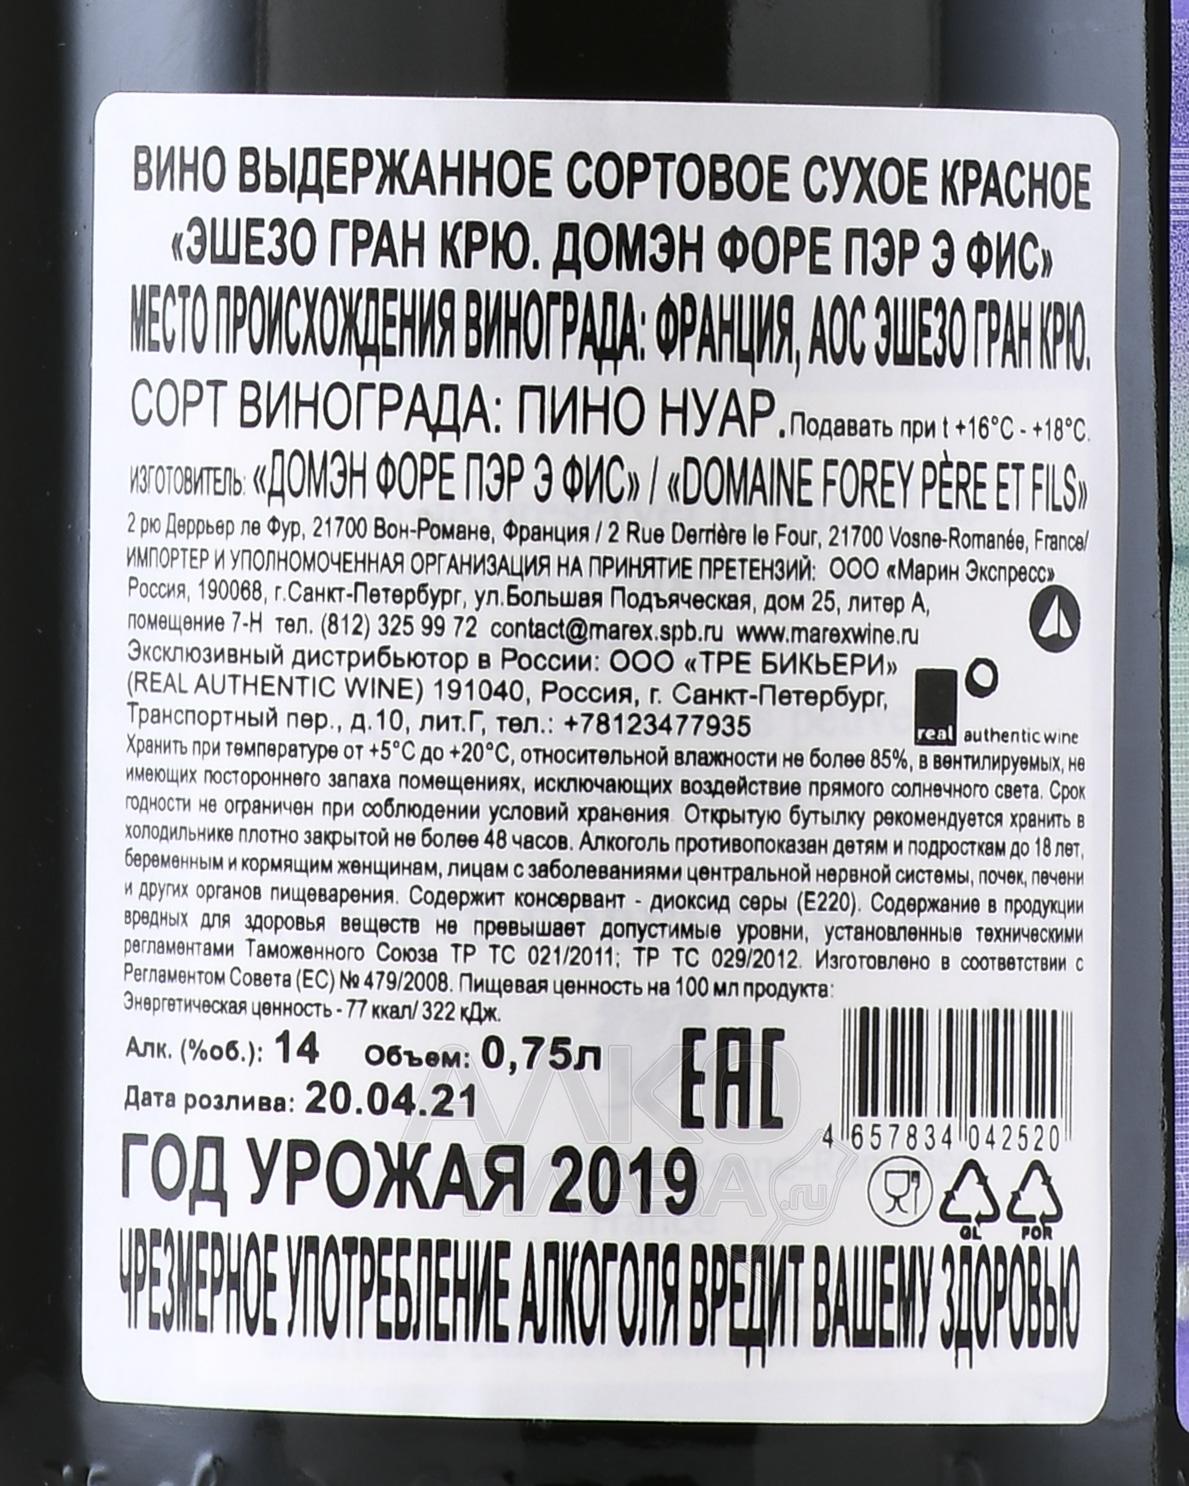 ВИНО ВЫДЕРЖАННОЕ СОРТОВОЕ СУХОЕ КРАСНОЕ
«ЭШЕЗО ГРАН КРЮ. ДОМЭН ФОРЕ ПЭР Э ФИС»
МЕСТО ПРОИСХОЖДЕНИЯ ВИНОГРАДА: ФРАНЦИЯ, АОС ЭШЕЗО ГРАН КРЮ.
СОРТ ВИНОГРАДА: ПИНО НУАР. Подавать при t +16°С - +18°С.
ИЗГОТОВИТЕЛЬ: «ДОМЭН ФОРЕ ПЭР Э ФИС» / «DOMAINE FOREY PÈRE ET FILS»
2 рю Деррьер ле Фур, 21700 Вон-Романе, Франция / 2 Rue Derrière le Four, 21700 Vosne-Romanée, France/
ИМПОРТЕР И УПОЛНОМОЧЕННАЯ ОРГАНИЗАЦИЯ НА ПРИНЯТИЕ ПРЕТЕНЗИЙ: ООО «Марин Экспресс»
Россия, 190068, г.Санкт-Петербург, ул.Большая Подъяческая, дом 25, литер А,
помещение 7-Н тел. (812) 325 99 72 contact@marex.spb.ru www.marexwine.ru
Эксклюзивный дистрибьютор в России: ООО «ТРЕ БИКЬЕРИ»
(REAL AUTHENTIC WINE) 191040, Россия, г. Санкт-Петербург,
Транспортный пер., д.10, лит.Г, тел.: +78123477935
real authentic wine
Хранить при температуре от +5°С до +20°С, относительной влажности не более 85%, в вентилируемых, не
имеющих постороннего запаха помещениях, исключающих воздействие прямого солнечного света. Срок
годности не ограничен при соблюдении условий хранения. Открытую бутылку рекомендуется хранить в
холодильнике плотно закрытой не более 48 часов. Алкоголь противопоказан детям и подросткам до 18 лет,
беременным и кормящим женщинам, лицам с заболеваниями центральной нервной системы, почек, печени
и других органов пищеварения. Содержит консервант - диоксид серы (Е220). Содержание в продукции
вредных для здоровья веществ не превышает допустимые уровни, установленные техническими
регламентами Таможенного Союза ТР ТС 021/2011; ТР ТС 029/2012. Изготовлено в соответствии с
Регламентом Совета (ЕС) № 479/2008. Пищевая ценность на 100 мл продукта:
Энергетическая ценность - 77 ккал/ 322 кДж.
Алк. (%об.): 14 Объем: 0,75л
Дата розлива: 20.04.21
ЕАС
4 657834 042520
ГОД УРОЖАЯ 2019
GL FOR
ЧРЕЗМЕРНОЕ УПОТРЕБЛЕНИЕ АЛКОГОЛЯ ВРЕДИТ ВАШЕМУ ЗДОРОВЬЮ
АЛКО
ГЛАВА.ru